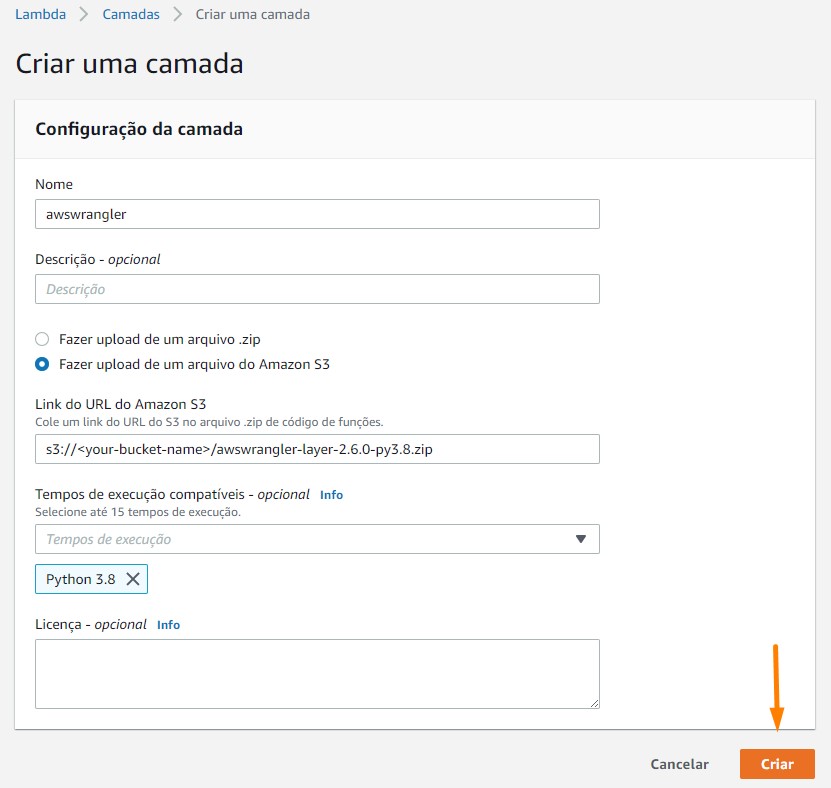 Lambda > Camadas > Criar uma camada
Criar uma camada
Configuração da camada
Nome
awswrangler
Descrição - opcional
Descrição
Fazer upload de um arquivo .zip
Fazer upload de um arquivo do Amazon S3
Link do URL do Amazon S3
Cole um link do URL do S3 no arquivo .zip de código de funções.
s3://<your-bucket-name>/awswrangler-layer-2.6.0-py3.8.zip
Tempos de execução compatíveis - opcional Info
Selecione até 15 tempos de execução.
Tempos de execução
Python 3.8
Licença - opcional Info
Cancelar Criar